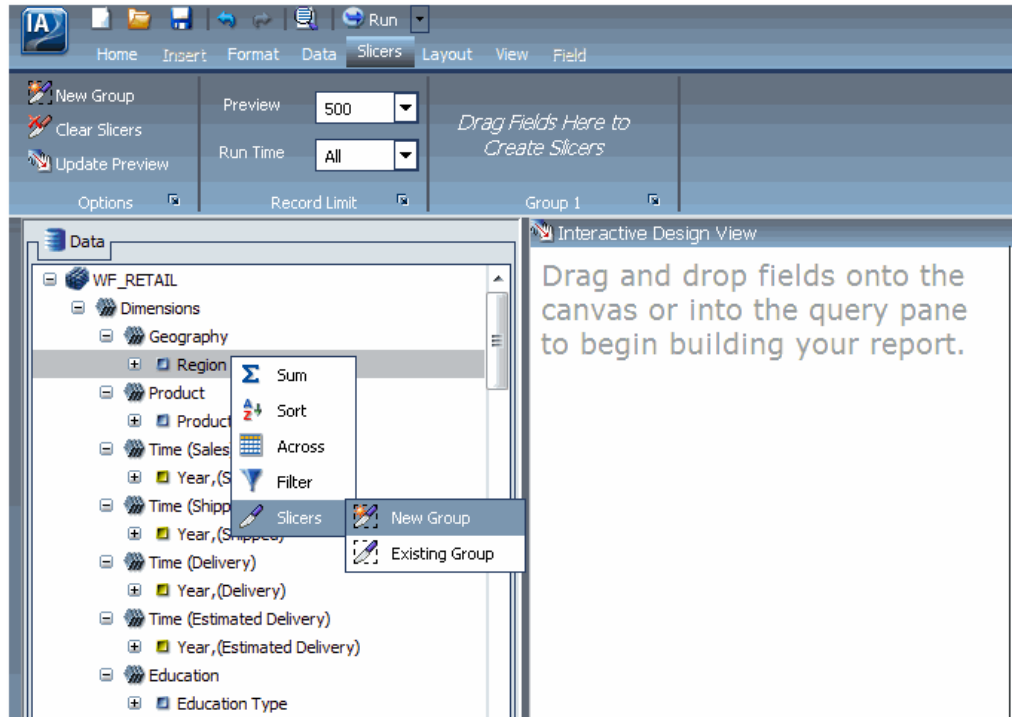 IA
Run
Home Insert Format Data Slicers Layout View Field
New Group
Clear Slicers
Update Preview
Options
Preview 500
Run Time All
Record Limit
Drag Fields Here to
Create Slicers
Group 1
Data
WF_RETAIL
Dimensions
Geography
Region
Product
Product
Time (Sales
Year,(S
Time (Shipp
Year,(Shipped)
Time (Delivery)
Year,(Delivery)
Time (Estimated Delivery)
Year,(Estimated Delivery)
Education
Education Type
Sum
Sort
Across
Filter
Slicers
New Group
Existing Group
Interactive Design View
Drag and drop fields onto the
canvas or into the query pane
to begin building your report.